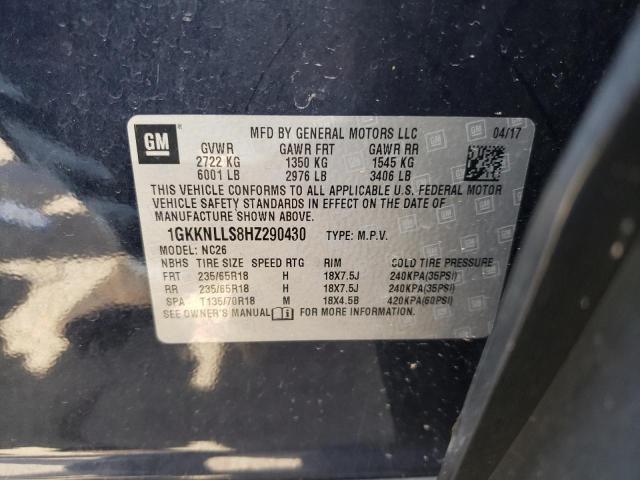 GM
MFD BY GENERAL MOTORS LLC 04/17
GVWR GAWR FRT GAWR RR
2722 KG 1350 KG 1545 KG
6001 LB 2976 LB 3406 LB
THIS VEHICLE CONFORMS TO ALL APPLICABLE U.S. FEDERAL MOTOR
VEHICLE SAFETY STANDARDS IN EFFECT ON THE DATE OF
MANUFACTURE SHOWN ABOVE.
1GKKNLLS8HZ290430 TYPE: M.P.V.
MODEL: NC26
NBHS TIRE SIZE SPEED RTG RIM COLD TIRE PRESSURE
FRT 235/65R18 H 18X7.5J 240KPA(35PSI)
RR 235/65R18 H 18X7.5J 240KPA(35PSI)
SPA T135/70R18 M 18X4.5B 420KPA(60PSI)
SEE OWNER'S MANUAL FOR MORE INFORMATION.